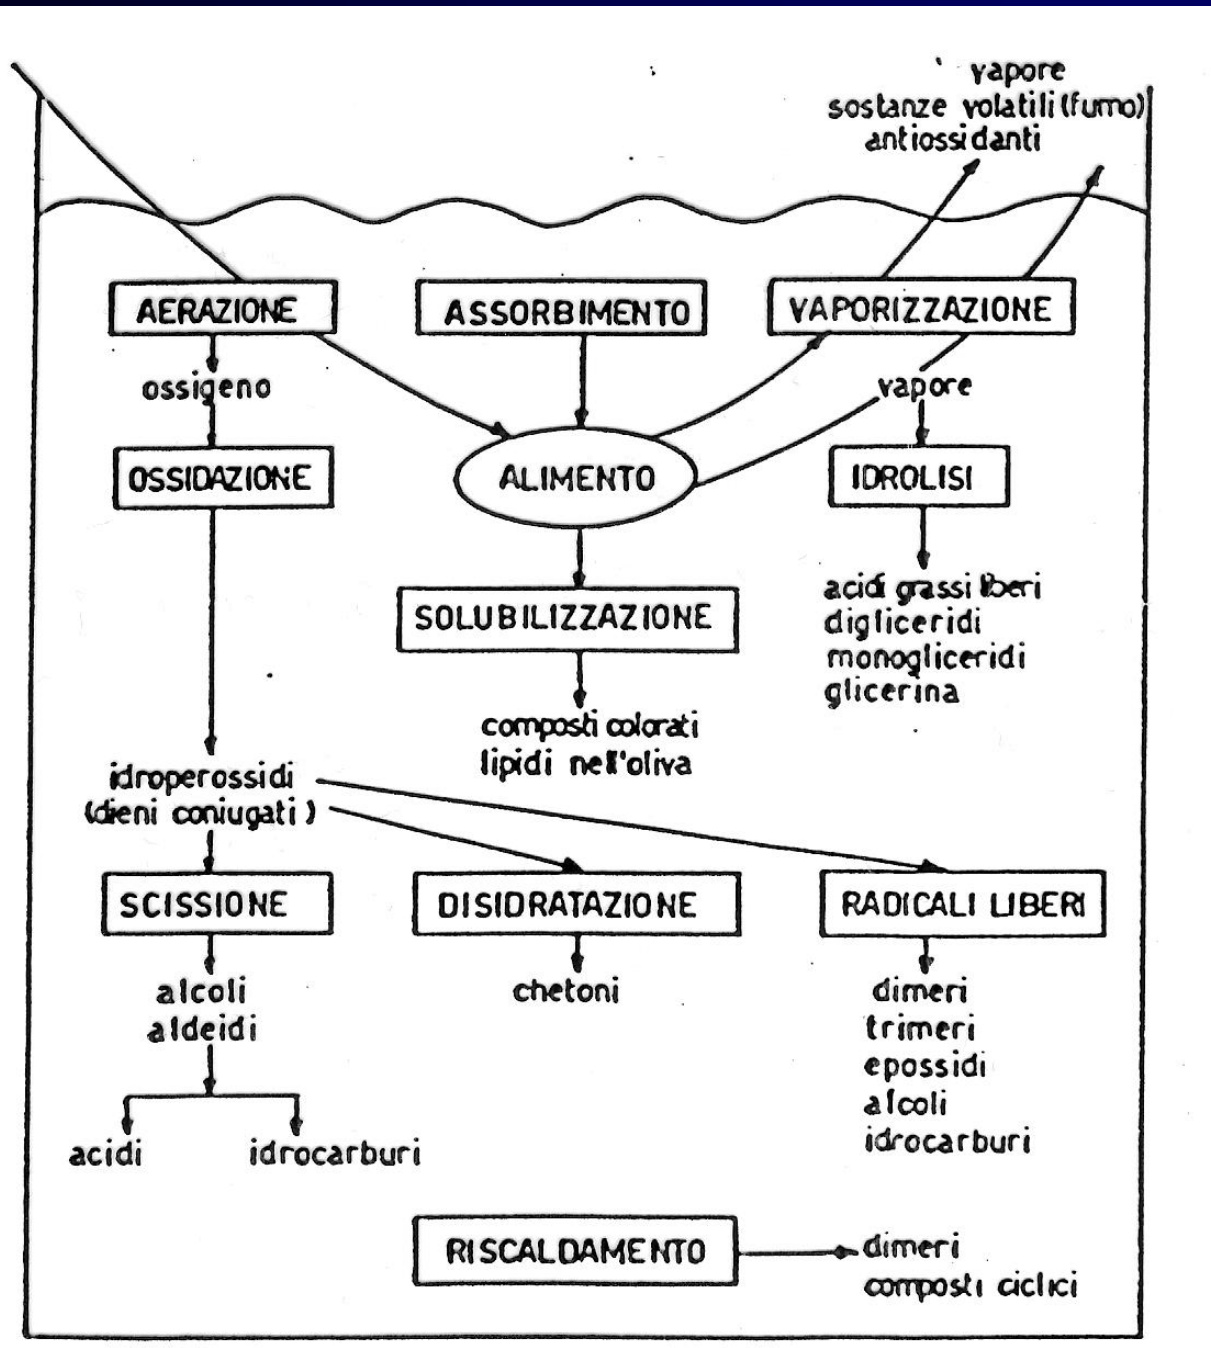 vapore
sostanze volatili (fumo)
antiossidanti
AERAZIONE
ASSORBIMENTO
VAPORIZZAZIONE
ossigeno
vapore
OSSIDAZIONE
ALIMENTO
IDROLISI
acidi grassi liberi
digliceridi
monogliceridi
glicerina
SOLUBILIZZAZIONE
composti colorati
lipidi nell'oliva
idroperossidi
(dieni coniugati)
SCISSIONE
DISIDRATAZIONE
RADICALI LIBERI
alcoli
aldeidi
chetoni
dimeri
trimeri
epossidi
alcoli
idrocarburi
acidi
idrocarburi
RISCALDAMENTO
dimeri
composti ciclici